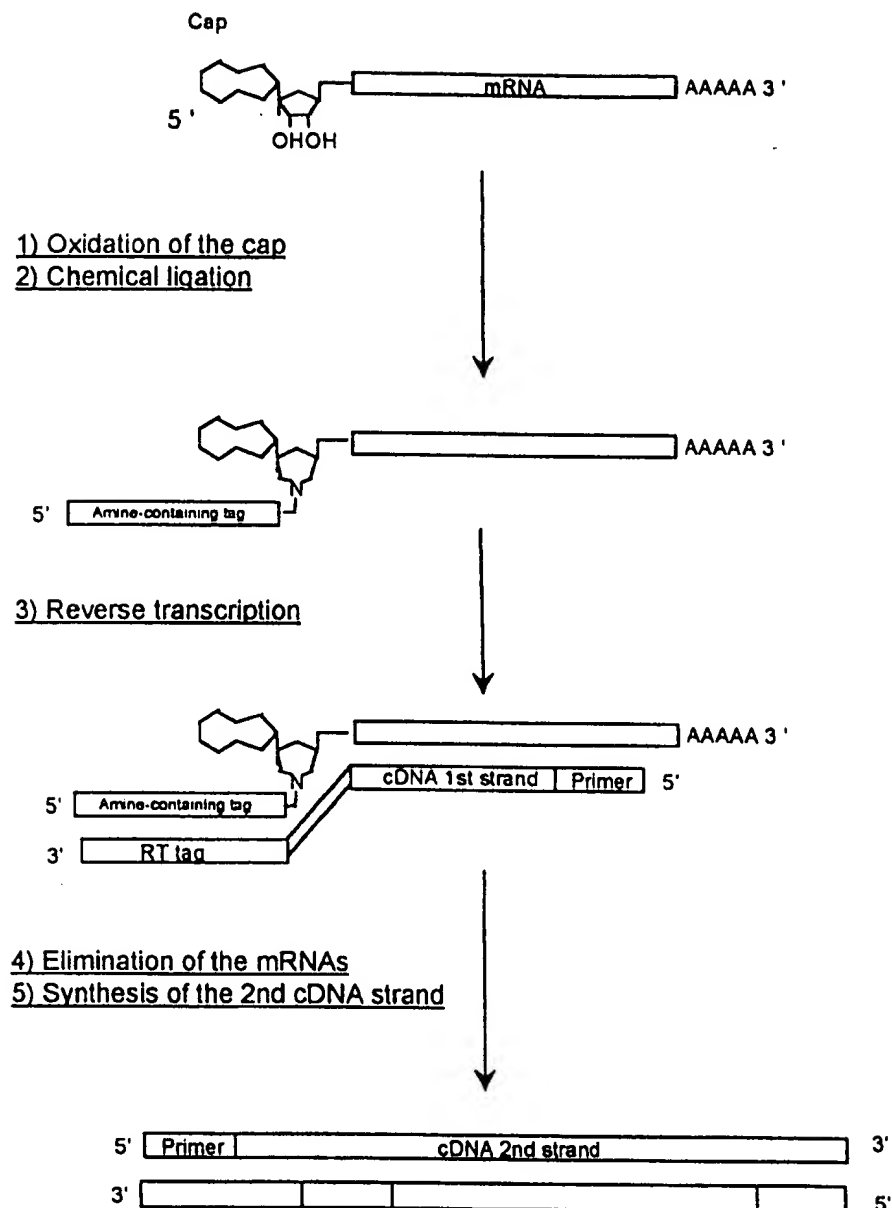 Cap
mRNA AAAAA 3 '
5 '
OHOH
1) Oxidation of the cap
2) Chemical ligation
AAAAA 3 '
N
5' Amine-containing tag
3) Reverse transcription
AAAAA 3 '
cDNA 1st strand Primer 5'
N
5' Amine-containing tag
3' RT tag
4) Elimination of the mRNAs
5) Synthesis of the 2nd cDNA strand
5' Primer cDNA 2nd strand 3'
3' 5'